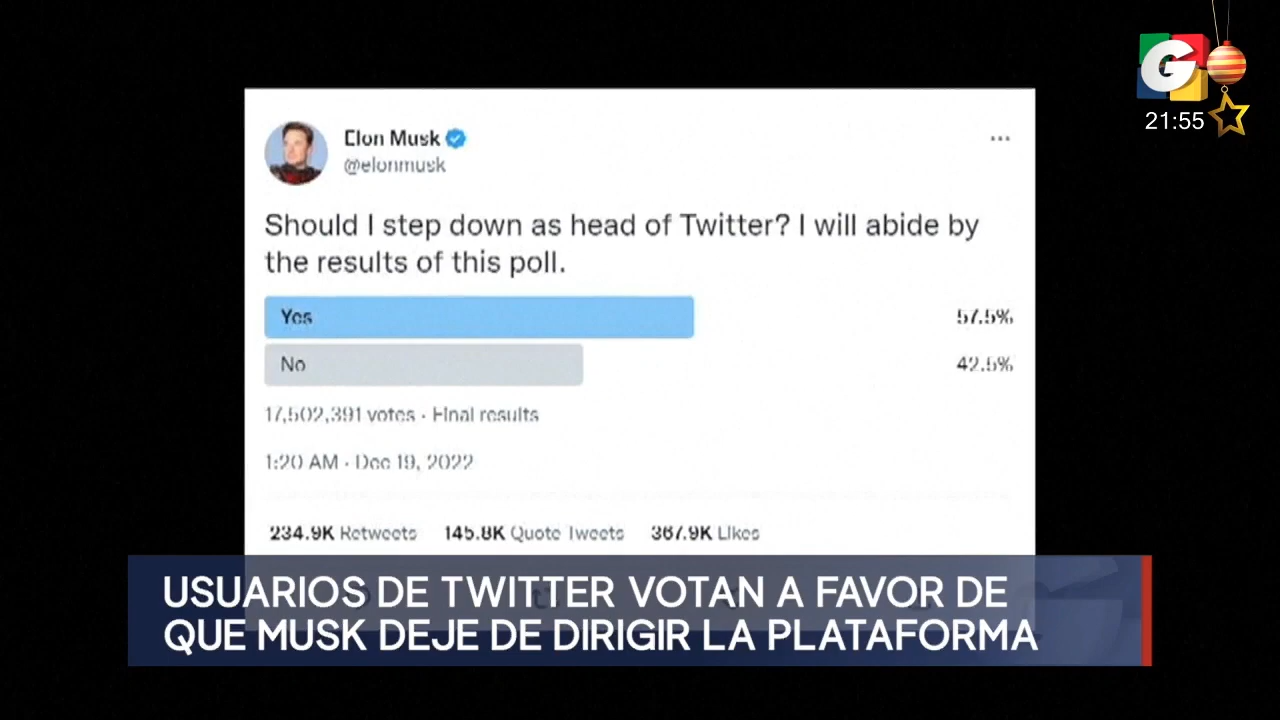 G
21:55
Elon Musk
@elonmusk
Should I step down as head of Twitter? I will abide by
the results of this poll.
Yes
57.5%
No
42.5%
17,502,391 votes · Final results
1:20 AM · Dec 19, 2022
234.9K Retweets 145.8K Quote Tweets 367.9K Likes
USUARIOS DE TWITTER VOTAN A FAVOR DE
QUE MUSK DEJE DE DIRIGIR LA PLATAFORMA